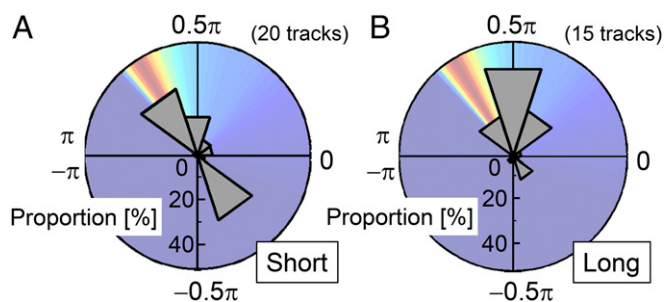 A
0.5π
(20 tracks)
π
−π
0
0
20
40
Proportion [%]
Short
−0.5π
B
0.5π
(15 tracks)
π
−π
0
0
20
40
Proportion [%]
Long
−0.5π